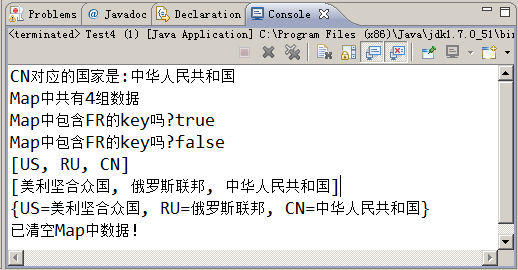 Problems @ Javadoc Declaration Console
<terminated> Test4 (1) [Java Application] C:\Program Files (x86)\Java\jdk1.7.0_51\bin
CN对应的国家是:中华人民共和国
Map中共有4组数据
Map中包含FR的key吗?true
Map中包含FR的key吗?false
[US, RU, CN]
[美利坚合众国, 俄罗斯联邦, 中华人民共和国]
{US=美利坚合众国, RU=俄罗斯联邦, CN=中华人民共和国}
已清空Map中数据!